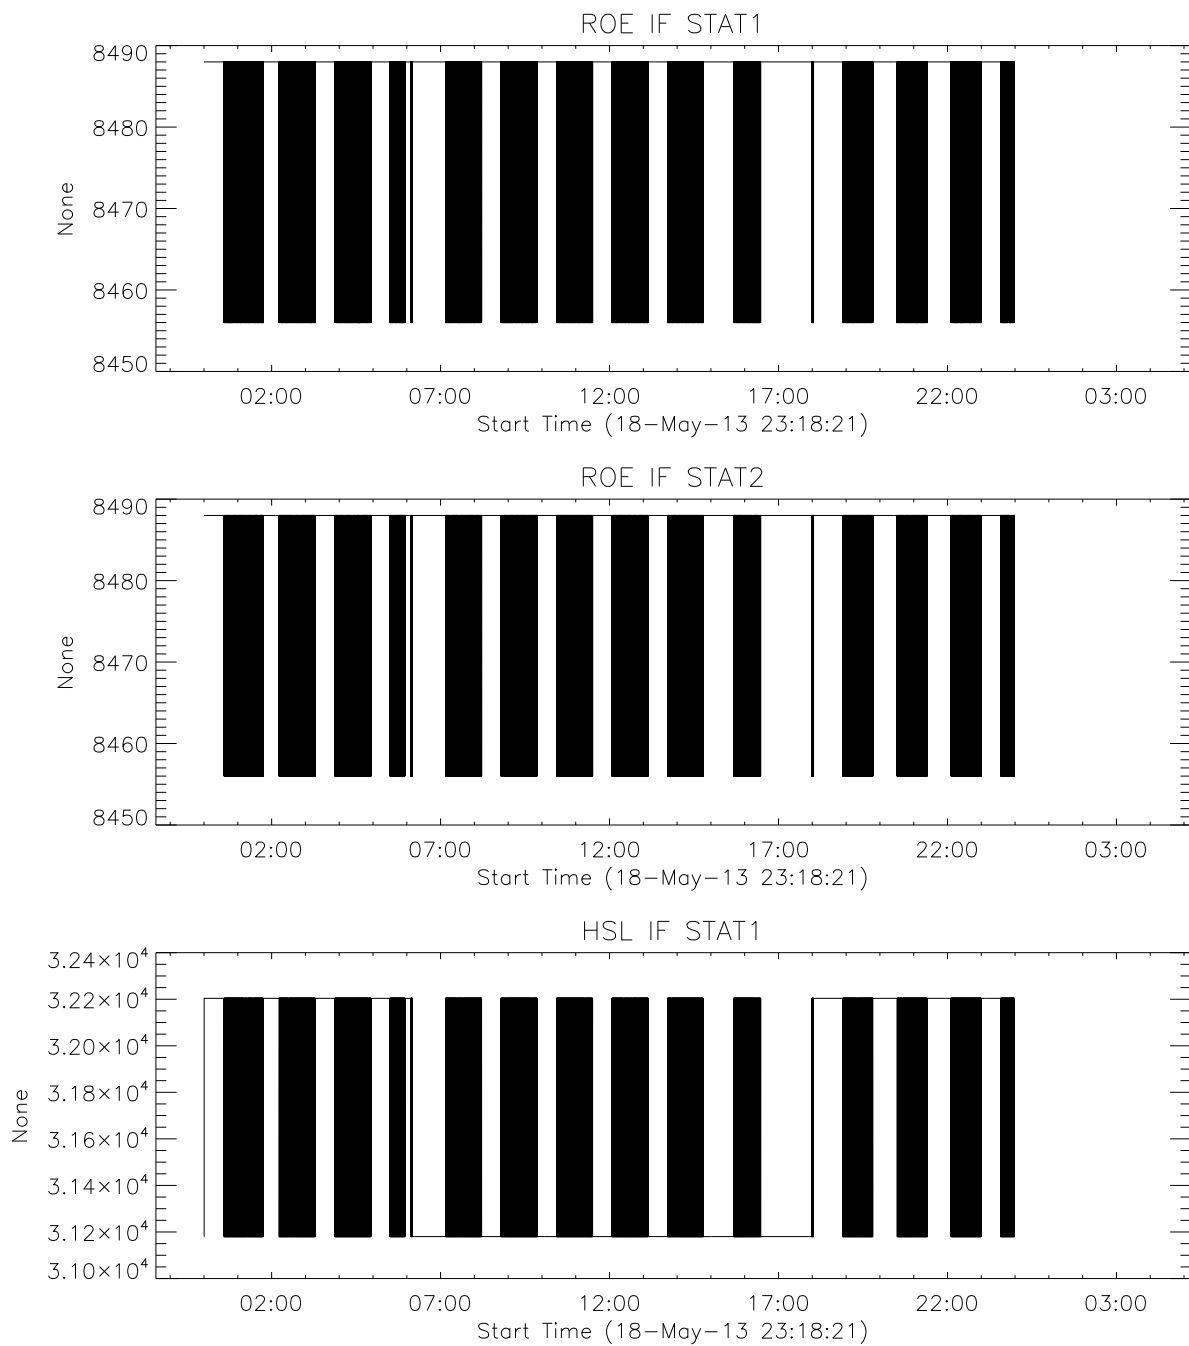 ROE IF STAT1
8490
8480
8470
8460
8450
None
02:00 07:00 12:00 17:00 22:00 03:00
Start Time (18-May-13 23:18:21)
ROE IF STAT2
8490
8480
8470
8460
8450
None
02:00 07:00 12:00 17:00 22:00 03:00
Start Time (18-May-13 23:18:21)
HSL IF STAT1
3.24×10⁴
3.22×10⁴
3.20×10⁴
3.18×10⁴
3.16×10⁴
3.14×10⁴
3.12×10⁴
3.10×10⁴
None
02:00 07:00 12:00 17:00 22:00 03:00
Start Time (18-May-13 23:18:21)